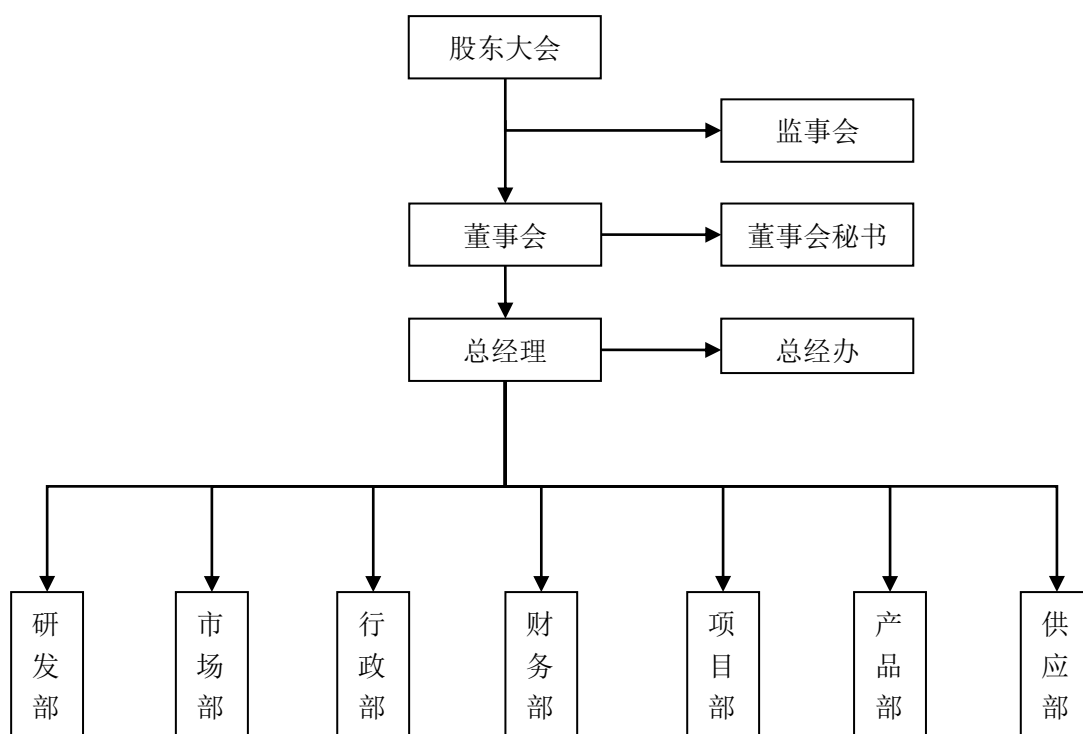 股东大会
监事会
董事会
董事会秘书
总经理
总经办
研发部
市场部
行政部
财务部
项目部
产品部
供应部